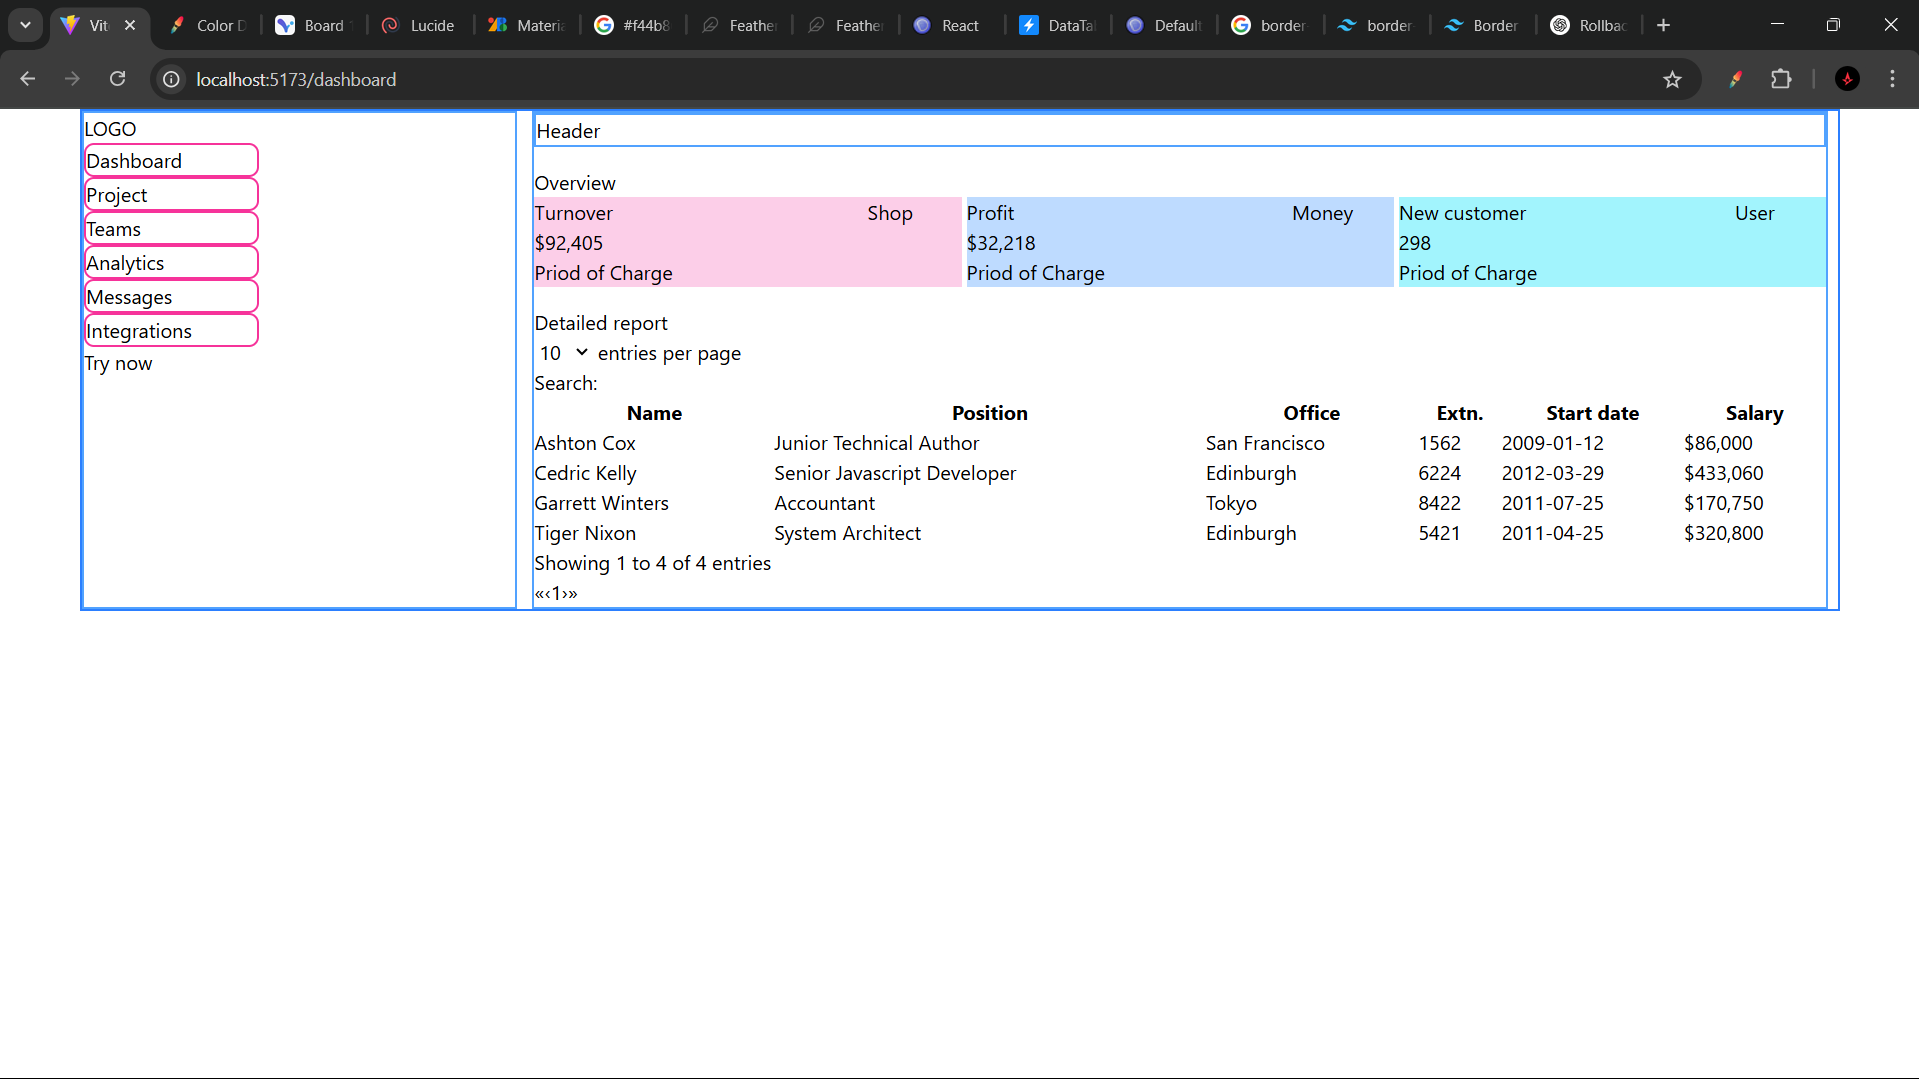 Vit
Color D
Board T
Lucide
Materia
#f44b8
Feather
Feather
React
DataTal
Default
border-
border-
Border
Rollbac
localhost:5173/dashboard
LOGO
Dashboard
Project
Teams
Analytics
Messages
Integrations
Try now
Header
Overview
Turnover Shop
$92,405
Priod of Charge
Profit Money
$32,218
Priod of Charge
New customer User
298
Priod of Charge
Detailed report
10 entries per page
Search:
Name Position Office Extn. Start date Salary
Ashton Cox Junior Technical Author San Francisco 1562 2009-01-12 $86,000
Cedric Kelly Senior Javascript Developer Edinburgh 6224 2012-03-29 $433,060
Garrett Winters Accountant Tokyo 8422 2011-07-25 $170,750
Tiger Nixon System Architect Edinburgh 5421 2011-04-25 $320,800
Showing 1 to 4 of 4 entries
«‹1›»